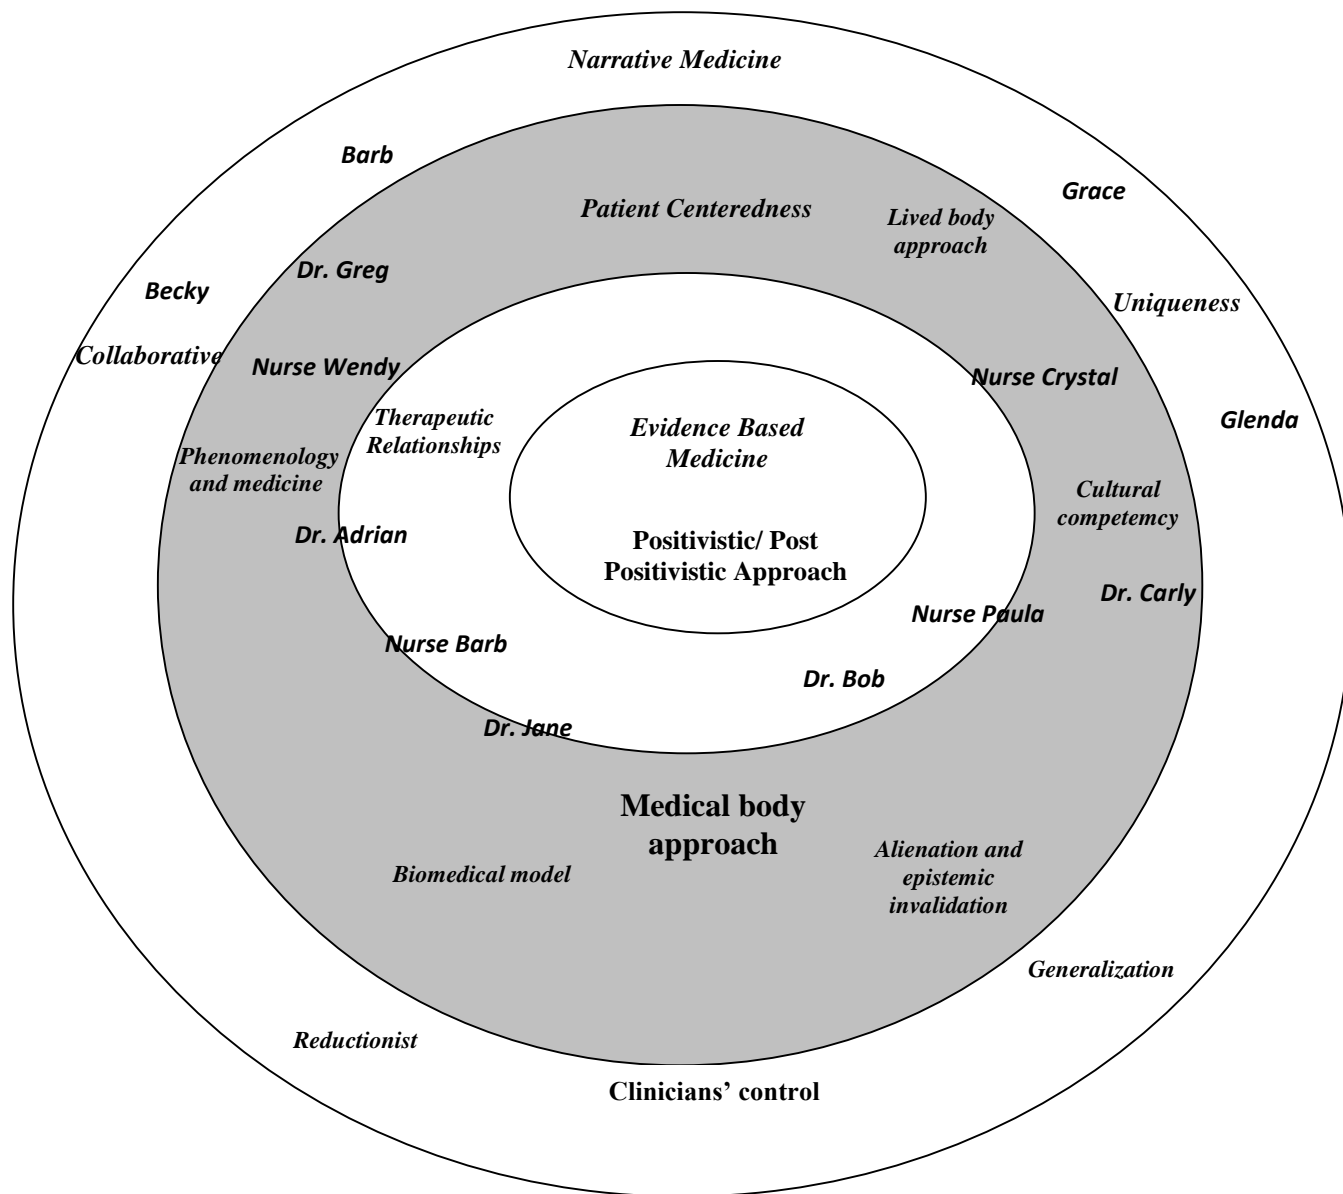 Narrative Medicine
Barb
Grace
Patient Centeredness
Lived body
approach
Dr. Greg
Becky
Uniqueness
Collaborative
Nurse Wendy
Nurse Crystal
Therapeutic
Relationships
Evidence Based
Medicine
Glenda
Phenomenology
and medicine
Cultural
competemcy
Dr. Adrian
Positivistic/ Post
Positivistic Approach
Dr. Carly
Nurse Paula
Nurse Barb
Dr. Bob
Dr. Jane
Medical body
approach
Biomedical model
Alienation and
epistemic
invalidation
Generalization
Reductionist
Clinicians’ control